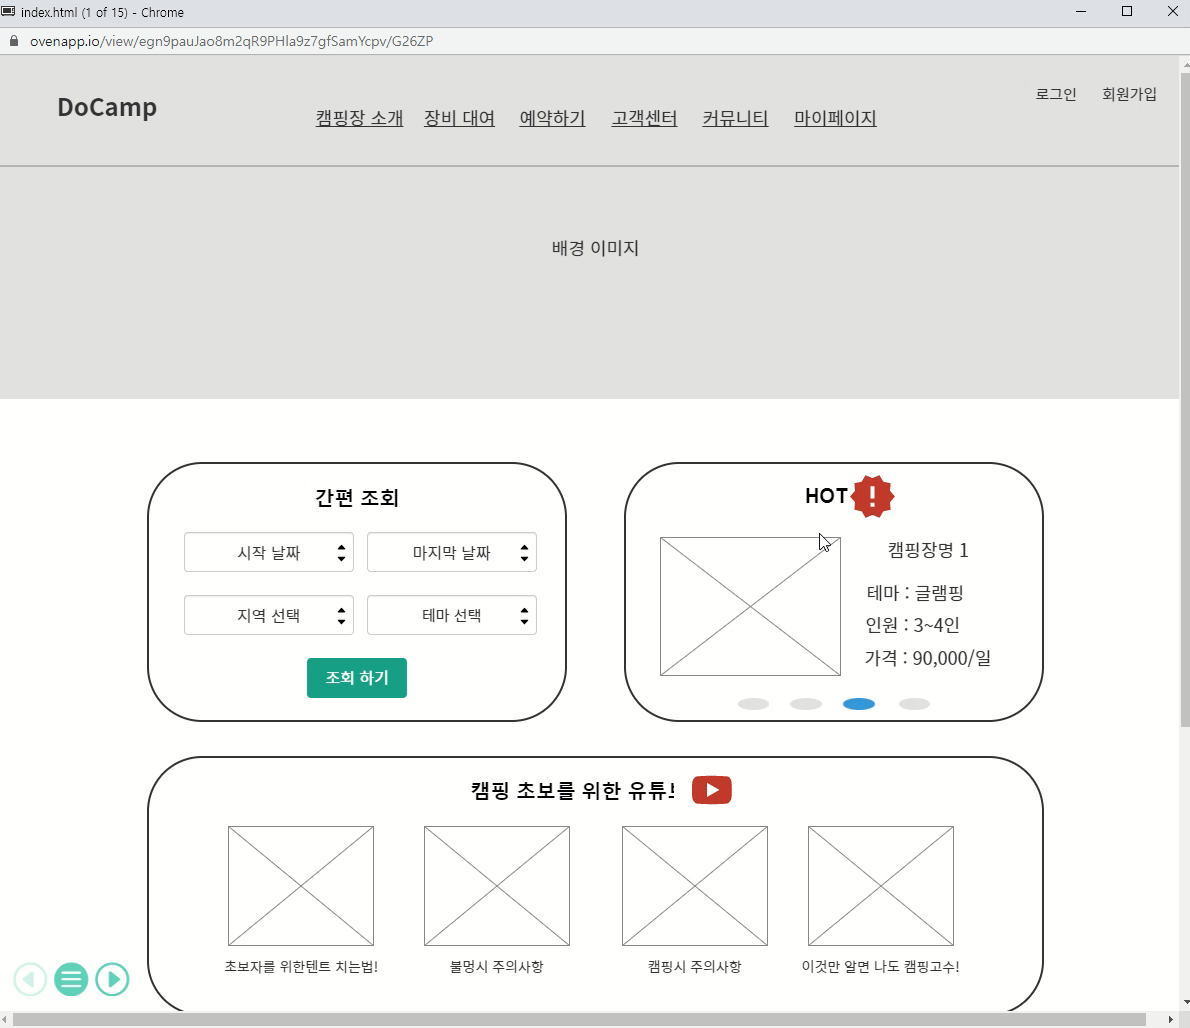 index.html (1 of 15) - Chrome
ovenapp.io/view/egn9pauJao8m2qR9PHla9z7gfSamYcpv/G26ZP
로그인 회원가입
DoCamp
캠핑장 소개 장비 대여 예약하기 고객센터 커뮤니티 마이페이지
배경 이미지
간편 조회
시작 날짜 마지막 날짜
지역 선택 테마 선택
조회 하기
HOT
캠핑장명 1
테마 : 글램핑
인원 : 3~4인
가격 : 90,000/일
캠핑 초보를 위한
초보자를 위한텐트 치는법!
불멍시 주의사항
캠핑시 주의사항
이것만 알면 나도 캠핑고수!